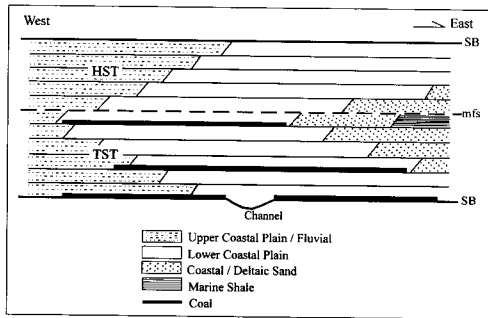 West
East
SB
HST
mfs
TST
SB
Channel
Upper Coastal Plain / Fluvial
Lower Coastal Plain
Coastal / Deltaic Sand
Marine Shale
Coal